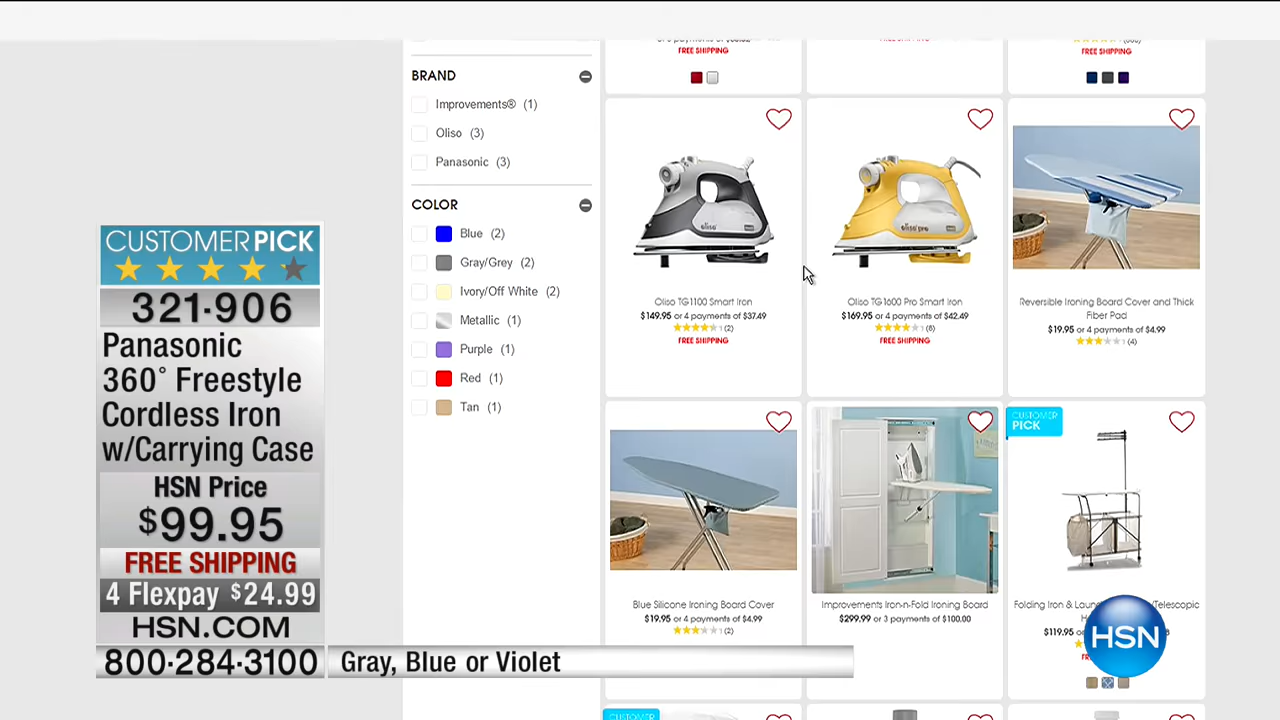 FREE SHIPPING
FREE SHIPPING
BRAND
Improvements® (1)
Oliso (3)
Panasonic (3)
COLOR
Blue (2)
Gray/Grey (2)
Ivory/Off White (2)
Metallic (1)
Purple (1)
Red (1)
Tan (1)
oliso
Oliso TG1100 Smart Iron
$149.95 or 4 payments of $37.49
(2)
FREE SHIPPING
oliso pro
Oliso TG1600 Pro Smart Iron
$169.95 or 4 payments of $42.49
(8)
FREE SHIPPING
Reversible Ironing Board Cover and Thick
Fiber Pad
$19.95 or 4 payments of $4.99
(4)
Blue Silicone Ironing Board Cover
$19.95 or 4 payments of $4.99
(2)
Improvements Iron-n-Fold Ironing Board
$299.99 or 3 payments of $100.00
CUSTOMER
PICK
Folding Iron &
/Telescopic
$119.95
CUSTOMER
CUSTOMER PICK
321·906
Panasonic
360° Freestyle
Cordless Iron
w/Carrying Case
HSN Price
$99.95
FREE SHIPPING
4 Flexpay $24.99
HSN.COM
800·284·3100
Gray, Blue or Violet
HSN